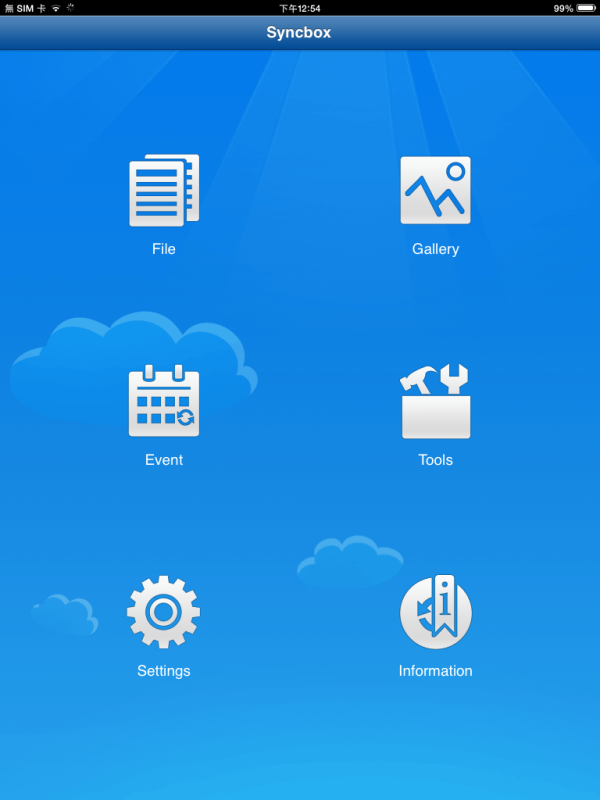 無 SIM 卡 下午12:54 99%
Syncbox
File Gallery
Event Tools
Settings Information